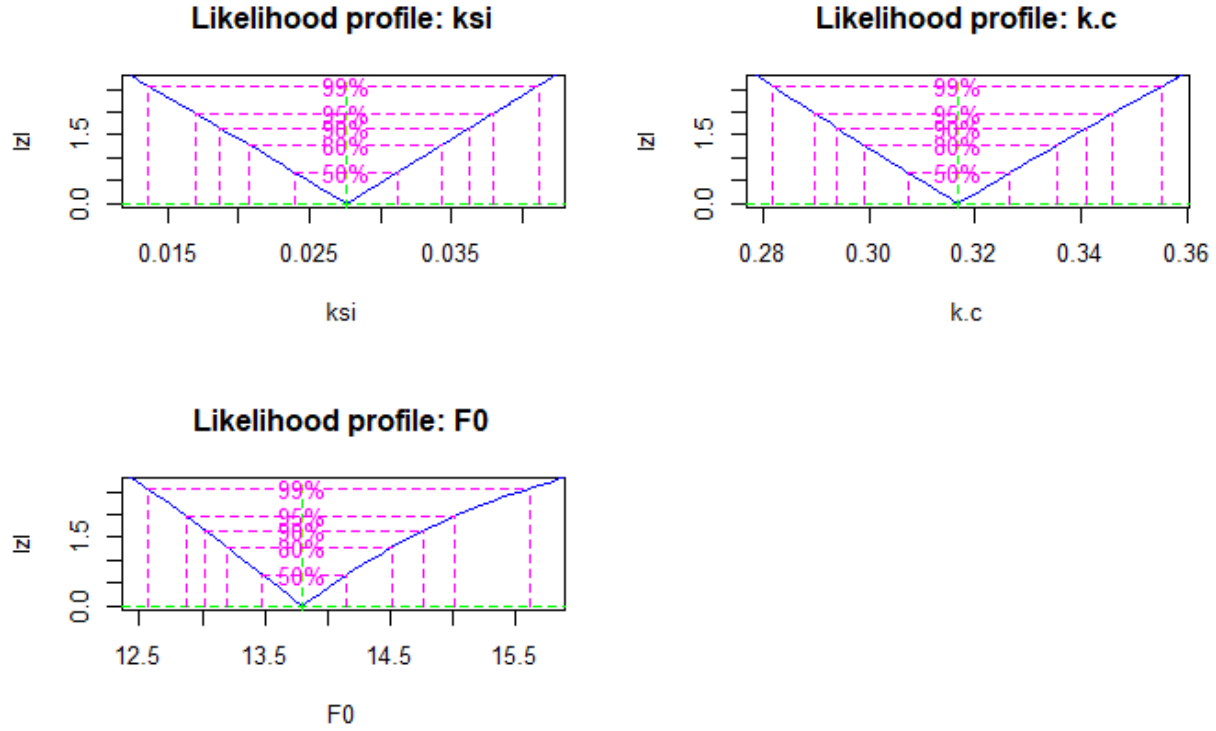 Likelihood profile: ksi
99%
95%
90%
80%
50%
|z|
0.0 1.5
0.015 0.025 0.035
ksi
Likelihood profile: k.c
99%
95%
90%
80%
50%
|z|
0.0 1.5
0.28 0.30 0.32 0.34 0.36
k.c
Likelihood profile: F0
99%
95%
90%
80%
50%
|z|
0.0 1.5
12.5 13.5 14.5 15.5
F0